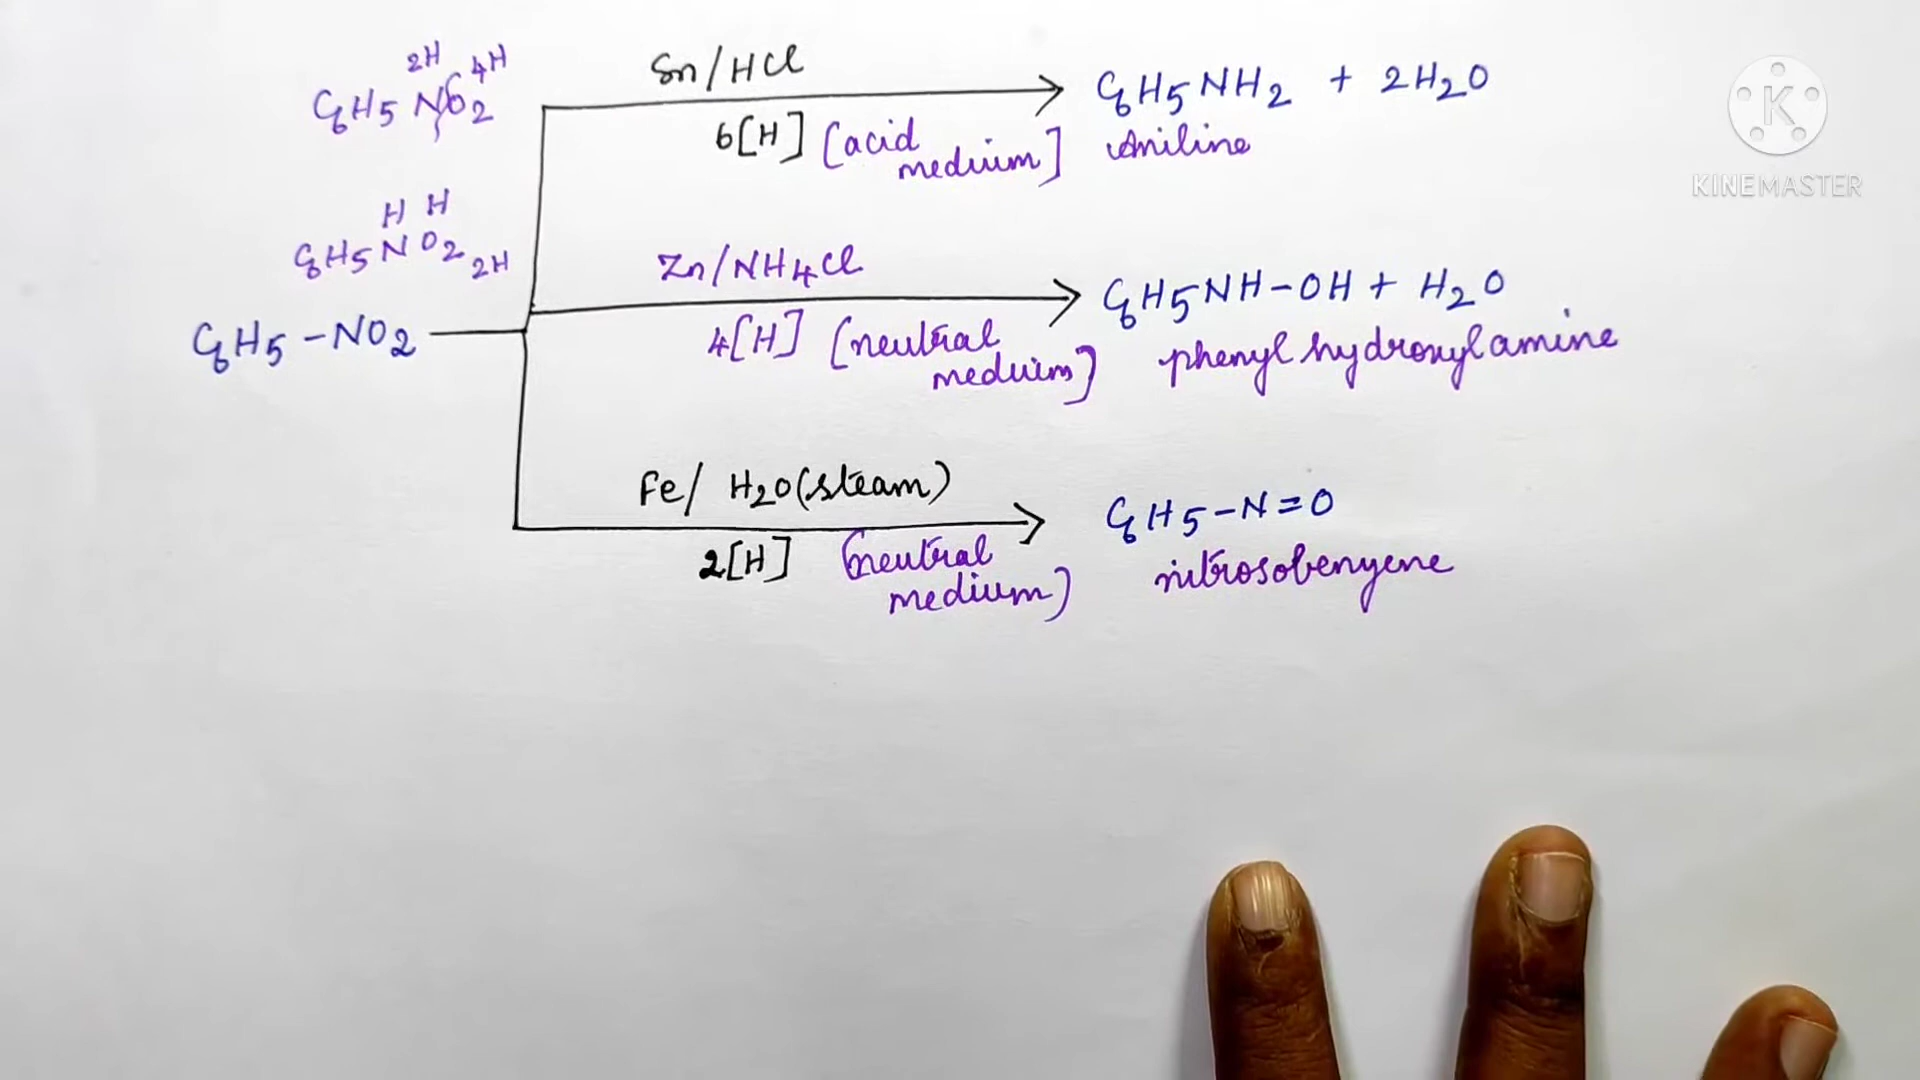 2H 4H
C6H5 NO2
Sn/HCl
6[H] [acid medium]
C6H5NH2 + 2H2O
Aniline
H H
C6H5 N O2 2H
C6H5-NO2
Zn/NH4Cl
4[H] [neutral medium]
C6H5NH-OH + H2O
phenyl hydroxylamine
Fe/ H2O(steam)
2[H] (neutral medium)
C6H5-N=O
nitrosobenzene
K
KINEMASTER